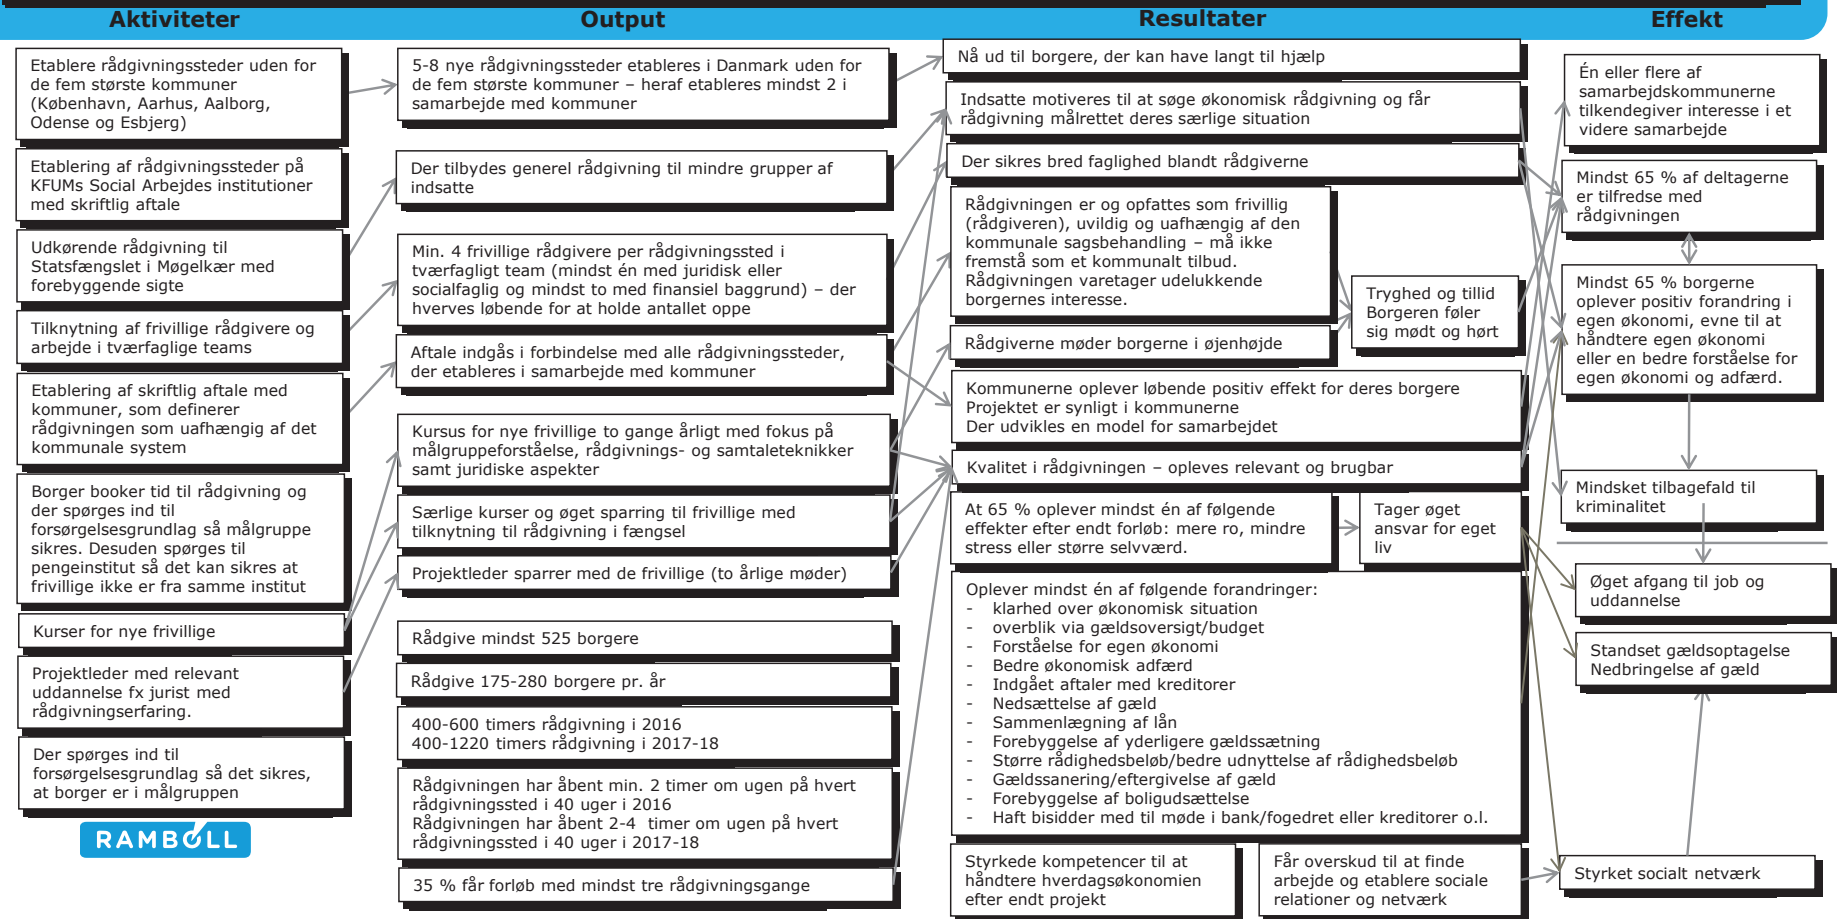 Aktiviteter
Output
Resultater
Effekt
Etablere rådgivningssteder uden for
de fem største kommuner
(København, Aarhus, Aalborg,
Odense og Esbjerg)
Etablering af rådgivningssteder på
KFUMs Social Arbejdes institutioner
med skriftlig aftale
Udkørende rådgivning til
Statsfængslet i Møgelkær med
forebyggende sigte
Tilknytning af frivillige rådgivere og
arbejde i tværfaglige teams
Etablering af skriftlig aftale med
kommuner, som definerer
rådgivningen som uafhængig af det
kommunale system
Borger booker tid til rådgivning og
der spørges ind til
forsørgelsesgrundlag så målgruppe
sikres. Desuden spørges til
pengeinstitut så det kan sikres at
frivillige ikke er fra samme institut
Kurser for nye frivillige
Projektleder med relevant
uddannelse fx jurist med
rådgivningserfaring.
Der spørges ind til
forsørgelsesgrundlag så det sikres,
at borger er i målgruppen
RAMBOLL
5-8 nye rådgivningssteder etableres i Danmark uden for
de fem største kommuner – heraf etableres mindst 2 i
samarbejde med kommuner
Der tilbydes generel rådgivning til mindre grupper af
indsatte
Min. 4 frivillige rådgivere per rådgivningssted i
tværfagligt team (mindst én med juridisk eller
socialfaglig og mindst to med finansiel baggrund) – der
hverves løbende for at holde antallet oppe
Aftale indgås i forbindelse med alle rådgivningssteder,
der etableres i samarbejde med kommuner
Kursus for nye frivillige to gange årligt med fokus på
målgruppeforståelse, rådgivnings- og samtaleteknikker
samt juridiske aspekter
Særlige kurser og øget sparring til frivillige med
tilknytning til rådgivning i fængsel
Projektleder sparrer med de frivillige (to årlige møder)
Rådgive mindst 525 borgere
Rådgive 175-280 borgere pr. år
400-600 timers rådgivning i 2016
400-1220 timers rådgivning i 2017-18
Rådgivningen har åbent min. 2 timer om ugen på hvert
rådgivningssted i 40 uger i 2016
Rådgivningen har åbent 2-4 timer om ugen på hvert
rådgivningssted i 40 uger i 2017-18
35 % får forløb med mindst tre rådgivningsgange
Nå ud til borgere, der kan have langt til hjælp
Indsatte motiveres til at søge økonomisk rådgivning og får
rådgivning målrettet deres særlige situation
Der sikres bred faglighed blandt rådgiverne
Rådgivningen er og opfattes som frivillig
(rådgiveren), uvildig og uafhængig af den
kommunale sagsbehandling – må ikke
fremstå som et kommunalt tilbud.
Rådgivningen varetager udelukkende
borgernes interesse.
Tryghed og tillid
Borgeren føler
sig mødt og hørt
Rådgiverne møder borgerne i øjenhøjde
Kommunerne oplever løbende positiv effekt for deres borgere
Projektet er synligt i kommunerne
Der udvikles en model for samarbejdet
Kvalitet i rådgivningen – opleves relevant og brugbar
At 65 % oplever mindst én af følgende
effekter efter endt forløb: mere ro, mindre
stress eller større selvværd.
Tager øget
ansvar for eget
liv
Oplever mindst én af følgende forandringer:
- klarhed over økonomisk situation
- overblik via gældsoversigt/budget
- Forståelse for egen økonomi
- Bedre økonomisk adfærd
- Indgået aftaler med kreditorer
- Nedsættelse af gæld
- Sammenlægning af lån
- Forebyggelse af yderligere gældssætning
- Større rådighedsbeløb/bedre udnyttelse af rådighedsbeløb
- Gældssanering/eftergivelse af gæld
- Forebyggelse af boligudsættelse
- Haft bisidder med til møde i bank/fogedret eller kreditorer o.l.
Styrkede kompetencer til at
håndtere hverdagsøkonomien
efter endt projekt
Får overskud til at finde
arbejde og etablere sociale
relationer og netværk
Én eller flere af
samarbejdskommunerne
tilkendegiver interesse i et
videre samarbejde
Mindst 65 % af deltagerne
er tilfredse med
rådgivningen
Mindst 65 % borgerne
oplever positiv forandring i
egen økonomi, evne til at
håndtere egen økonomi
eller en bedre forståelse for
egen økonomi og adfærd.
Mindsket tilbagefald til
kriminalitet
Øget afgang til job og
uddannelse
Standset gældsoptagelse
Nedbringelse af gæld
Styrket socialt netværk